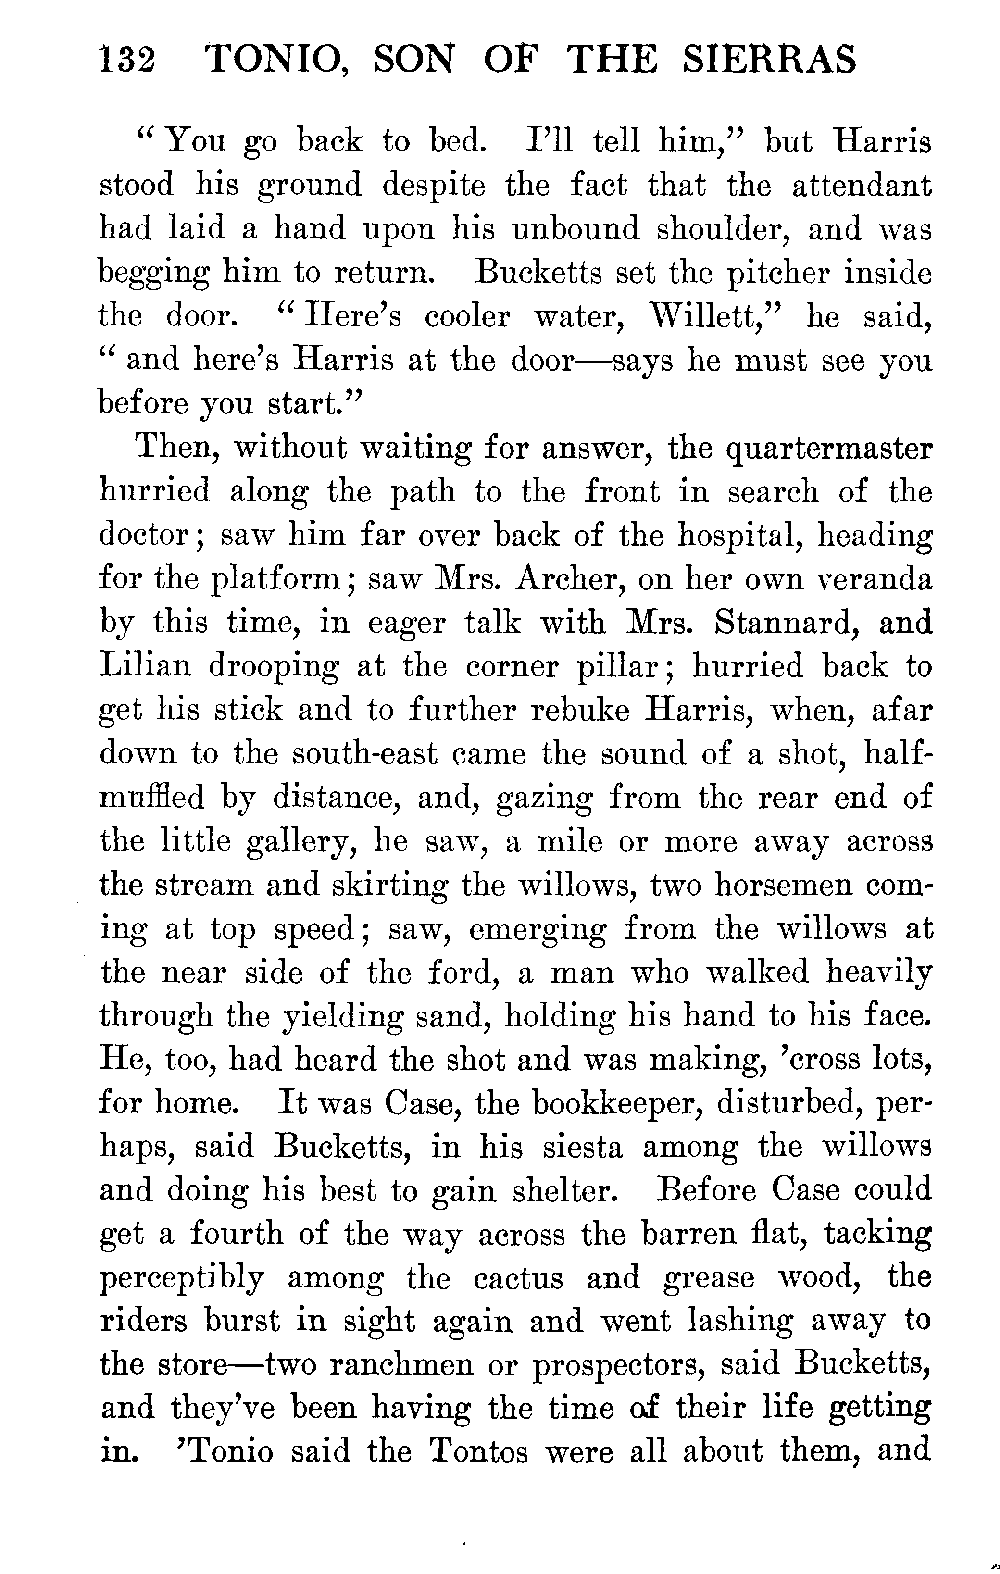 132 TONIO, SON OF THE SIERRAS
“ You go back to bed. I’ll tell him,” but Harris
stood his ground despite the fact that the attendant
had laid a hand upon his unbound shoulder, and was
begging him to return. Bucketts set the pitcher inside
the door. “ Here’s cooler water, Willett,” he said,
“ and here’s Harris at the door—says he must see you
before you start.”
Then, without waiting for answer, the quartermaster
hurried along the path to the front in search of the
doctor; saw him far over back of the hospital, heading
for the platform; saw Mrs. Archer, on her own veranda
by this time, in eager talk with Mrs. Stannard, and
Lilian drooping at the corner pillar; hurried back to
get his stick and to further rebuke Harris, when, afar
down to the south-east came the sound of a shot, half-
muffled by distance, and, gazing from the rear end of
the little gallery, he saw, a mile or more away across
the stream and skirting the willows, two horsemen com-
ing at top speed; saw, emerging from the willows at
the near side of the ford, a man who walked heavily
through the yielding sand, holding his hand to his face.
He, too, had heard the shot and was making, ’cross lots,
for home. It was Case, the bookkeeper, disturbed, per-
haps, said Bucketts, in his siesta among the willows
and doing his best to gain shelter. Before Case could
get a fourth of the way across the barren flat, tacking
perceptibly among the cactus and grease wood, the
riders burst in sight again and went lashing away to
the store—two ranchmen or prospectors, said Bucketts,
and they’ve been having the time of their life getting
in. ’Tonio said the Tontos were all about them, and